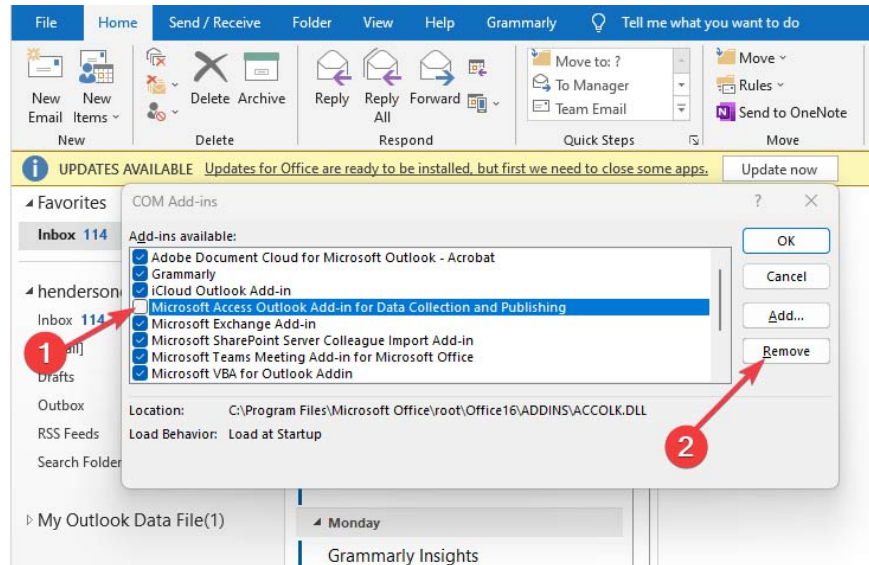 File Home Send / Receive Folder View Help Grammarly Tell me what you want to do
New Email
New Items
Delete Archive
Reply
Reply All
Forward
Move to: ?
To Manager
Team Email
Move
Rules
Send to OneNote
New Delete Respond Quick Steps Move
UPDATES AVAILABLE Updates for Office are ready to be installed, but first we need to close some apps. Update now
Favorites
Inbox 114
henderson
Inbox 114
ail]
Drafts
Outbox
RSS Feeds
Search Folder
My Outlook Data File(1)
COM Add-ins ?
Add-ins available:
Adobe Document Cloud for Microsoft Outlook - Acrobat
Grammarly
iCloud Outlook Add-in
Microsoft Access Outlook Add-in for Data Collection and Publishing
Microsoft Exchange Add-in
Microsoft SharePoint Server Colleague Import Add-in
Microsoft Teams Meeting Add-in for Microsoft Office
Microsoft VBA for Outlook Addin
OK
Cancel
Add...
Remove
Location: C:\Program Files\Microsoft Office\root\Office16\ADDINS\ACCOLK.DLL
Load Behavior: Load at Startup
1
2
Monday
Grammarly Insights